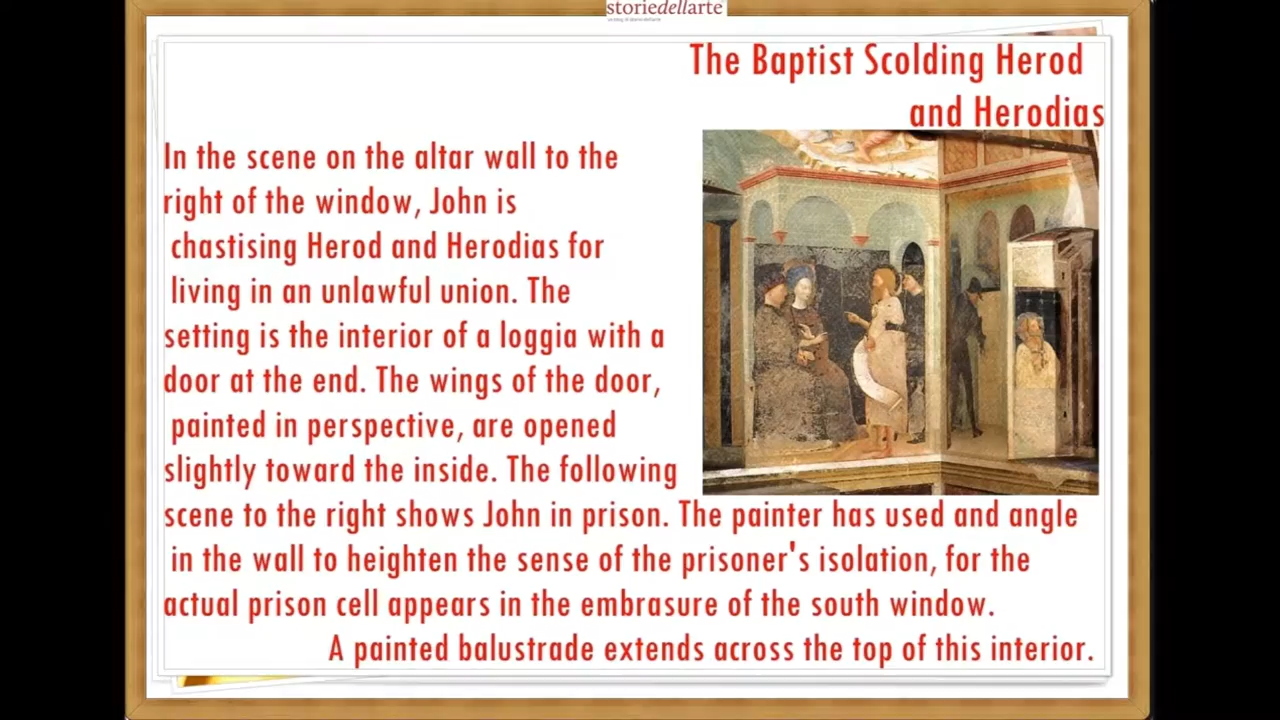 storiedellarte
The Baptist Scolding Herod
and Herodias
In the scene on the altar wall to the
right of the window, John is
chastising Herod and Herodias for
living in an unlawful union. The
setting is the interior of a loggia with a
door at the end. The wings of the door,
painted in perspective, are opened
slightly toward the inside. The following
scene to the right shows John in prison. The painter has used and angle
in the wall to heighten the sense of the prisoner's isolation, for the
actual prison cell appears in the embrasure of the south window.
A painted balustrade extends across the top of this interior.